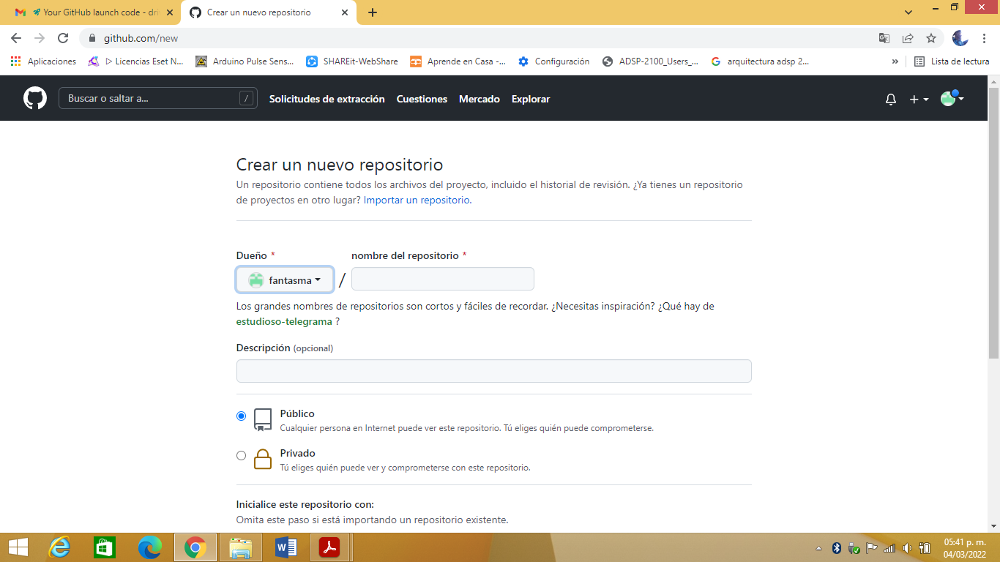 Your GitHub launch code - dri
Crear un nuevo repositorio
github.com/new
Aplicaciones
Licencias Eset N...
Arduino Pulse Sens...
SHAREit-WebShare
Aprende en Casa -...
Configuración
ADSP-2100_Users_...
arquitectura adsp 2...
»
Lista de lectura
Buscar o saltar a...
/
Solicitudes de extracción
Cuestiones
Mercado
Explorar
Crear un nuevo repositorio
Un repositorio contiene todos los archivos del proyecto, incluido el historial de revisión. ¿Ya tienes un repositorio
de proyectos en otro lugar? Importar un repositorio.
Dueño *
nombre del repositorio *
fantasma
/
Los grandes nombres de repositorios son cortos y fáciles de recordar. ¿Necesitas inspiración? ¿Qué hay de
estudioso-telegrama ?
Descripción (opcional)
Público
Cualquier persona en Internet puede ver este repositorio. Tú eliges quién puede comprometerse.
Privado
Tú eliges quién puede ver y comprometerse con este repositorio.
Inicialice este repositorio con:
Omita este paso si está importando un repositorio existente.
05:41 p. m.
04/03/2022